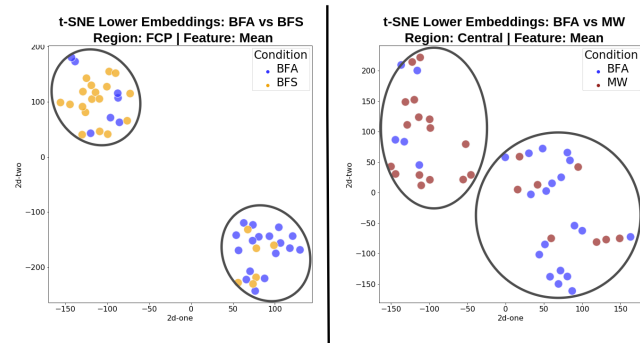 t-SNE Lower Embeddings: BFA vs BFS
Region: FCP | Feature: Mean
Condition
BFA
BFS
200
100
0
−100
−200
−150
−100
−50
0
50
100
2d-two
2d-one
t-SNE Lower Embeddings: BFA vs MW
Region: Central | Feature: Mean
Condition
BFA
MW
200
150
100
50
0
−50
−100
−150
−150
−100
−50
0
50
100
150
2d-two
2d-one